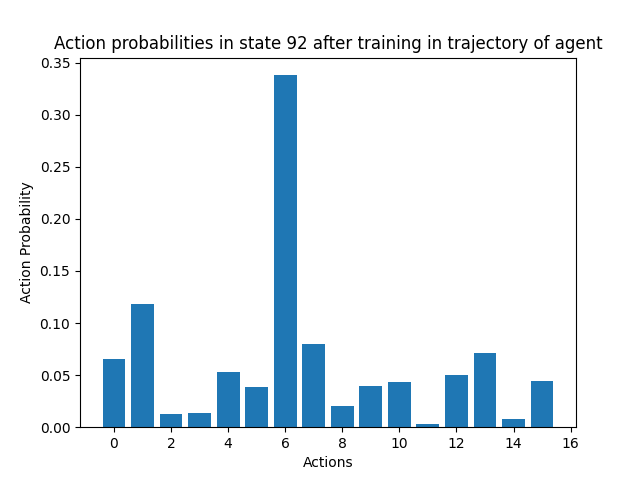 Action probabilities in state 92 after training in trajectory of agent
0.35
0.30
0.25
0.20
0.15
0.10
0.05
0.00
Action Probability
0 2 4 6 8 10 12 14 16
Actions